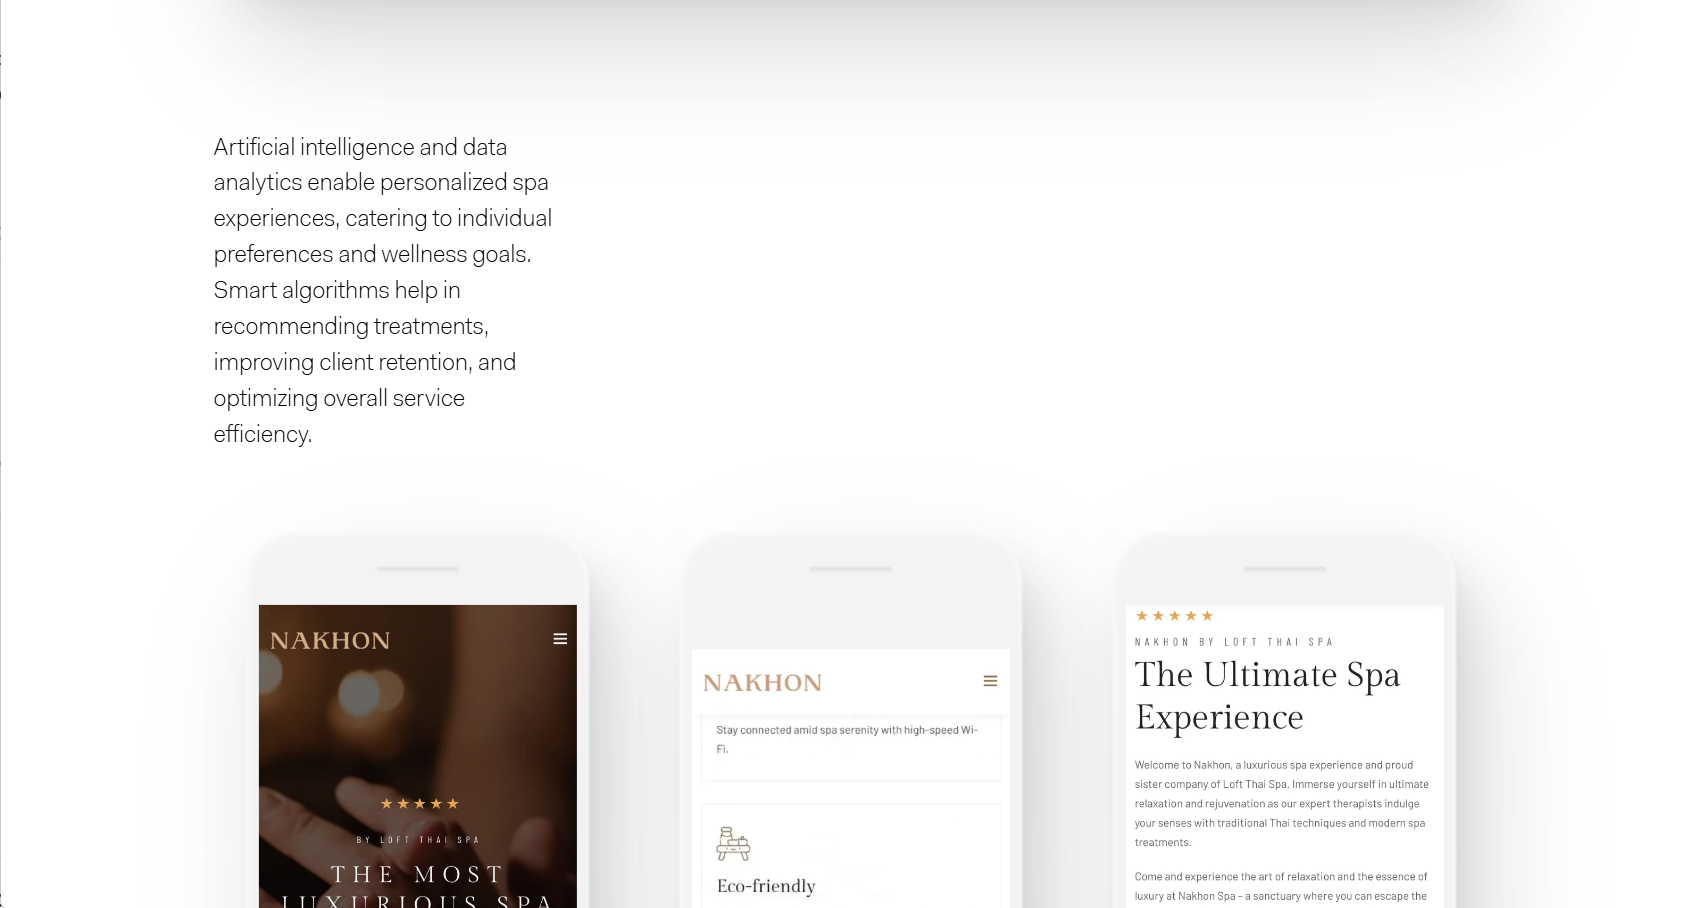 Artificial intelligence and data
analytics enable personalized spa
experiences, catering to individual
preferences and wellness goals.
Smart algorithms help in
recommending treatments,
improving client retention, and
optimizing overall service
efficiency.
NAKHON
BY LOFT THAI SPA
THE MOST
LUXURIOUS SPA
NAKHON
Stay connected amid spa serenity with high-speed Wi-
Fi.
Eco-friendly
NAKHON BY LOFT THAI SPA
The Ultimate Spa
Experience
Welcome to Nakhon, a luxurious spa experience and proud
sister company of Loft Thai Spa. Immerse yourself in ultimate
relaxation and rejuvenation as our expert therapists indulge
your senses with traditional Thai techniques and modern spa
treatments.
Come and experience the art of relaxation and the essence of
luxury at Nakhon Spa – a sanctuary where you can escape the